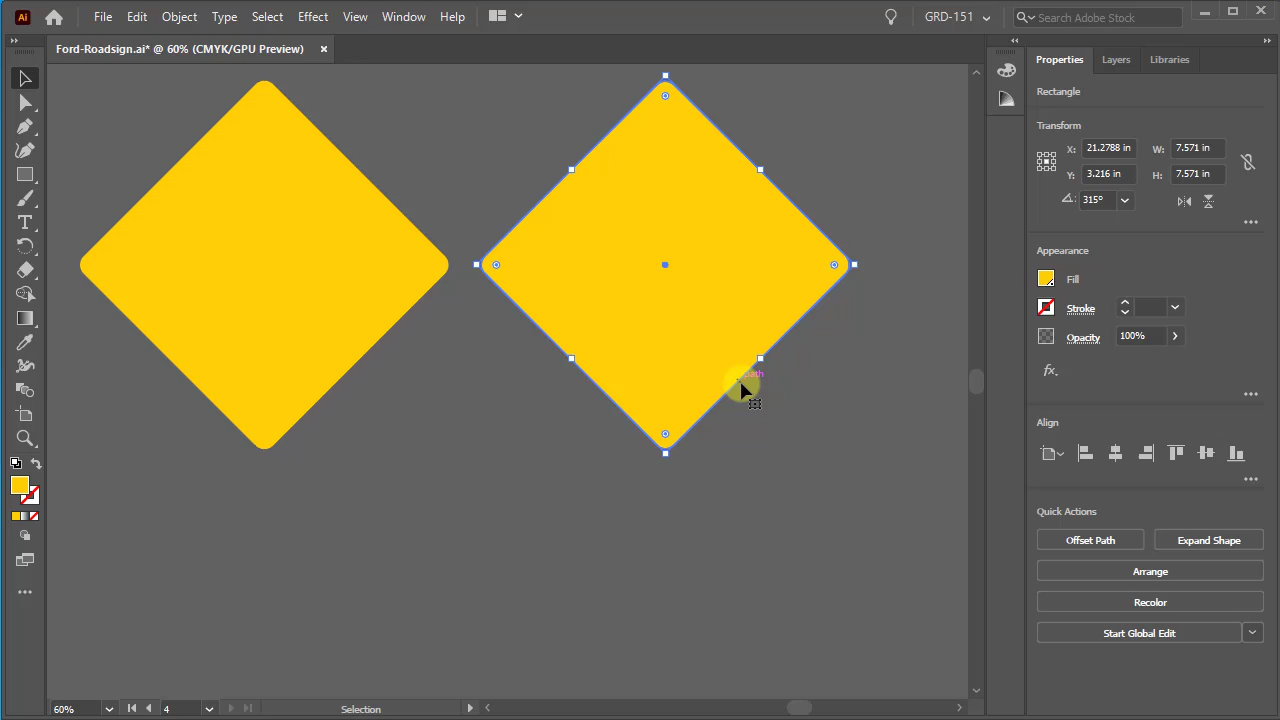 Ai File Edit Object Type Select Effect View Window Help GRD-151 Search Adobe Stock
Ford-Roadsign.ai* @ 60% (CMYK/GPU Preview)
Properties Layers Libraries
Rectangle
Transform
X: 21.2788 in W: 7.571 in
Y: 3.216 in H: 7.571 in
315°
Appearance
Fill
Stroke
Opacity 100%
fx.
Align
Quick Actions
Offset Path Expand Shape
Arrange
Recolor
Start Global Edit
path
60% 4 Selection